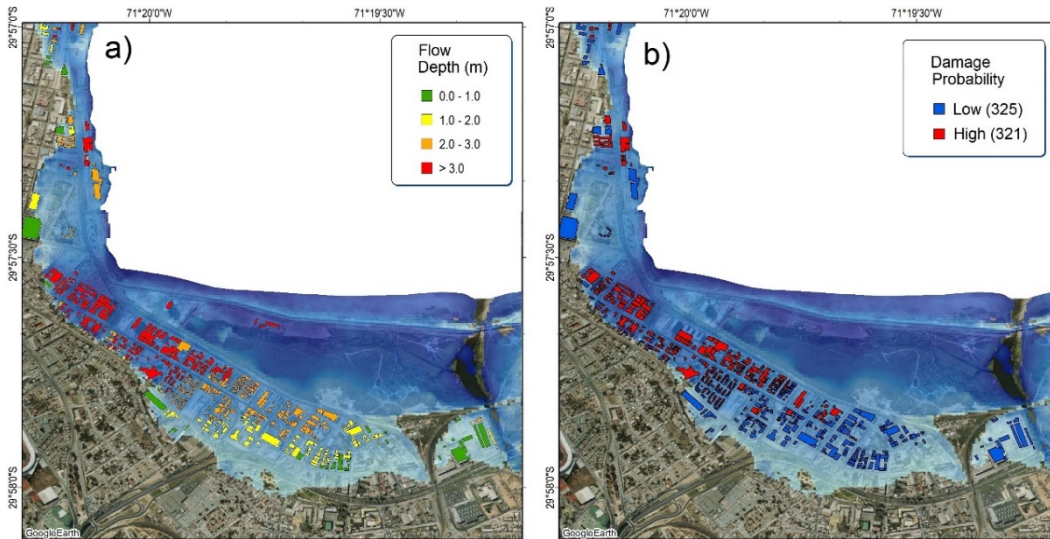 71°20'0"W
71°19'30"W
71°20'0"W
71°19'30"W
29°57'0"S
29°57'30"S
29°58'0"S
a)
Flow
Depth (m)
0.0 - 1.0
1.0 - 2.0
2.0 - 3.0
> 3.0
GoogleEarth
29°57'0"S
29°57'30"S
29°58'0"S
b)
Damage
Probability
Low (325)
High (321)
GoogleEarth